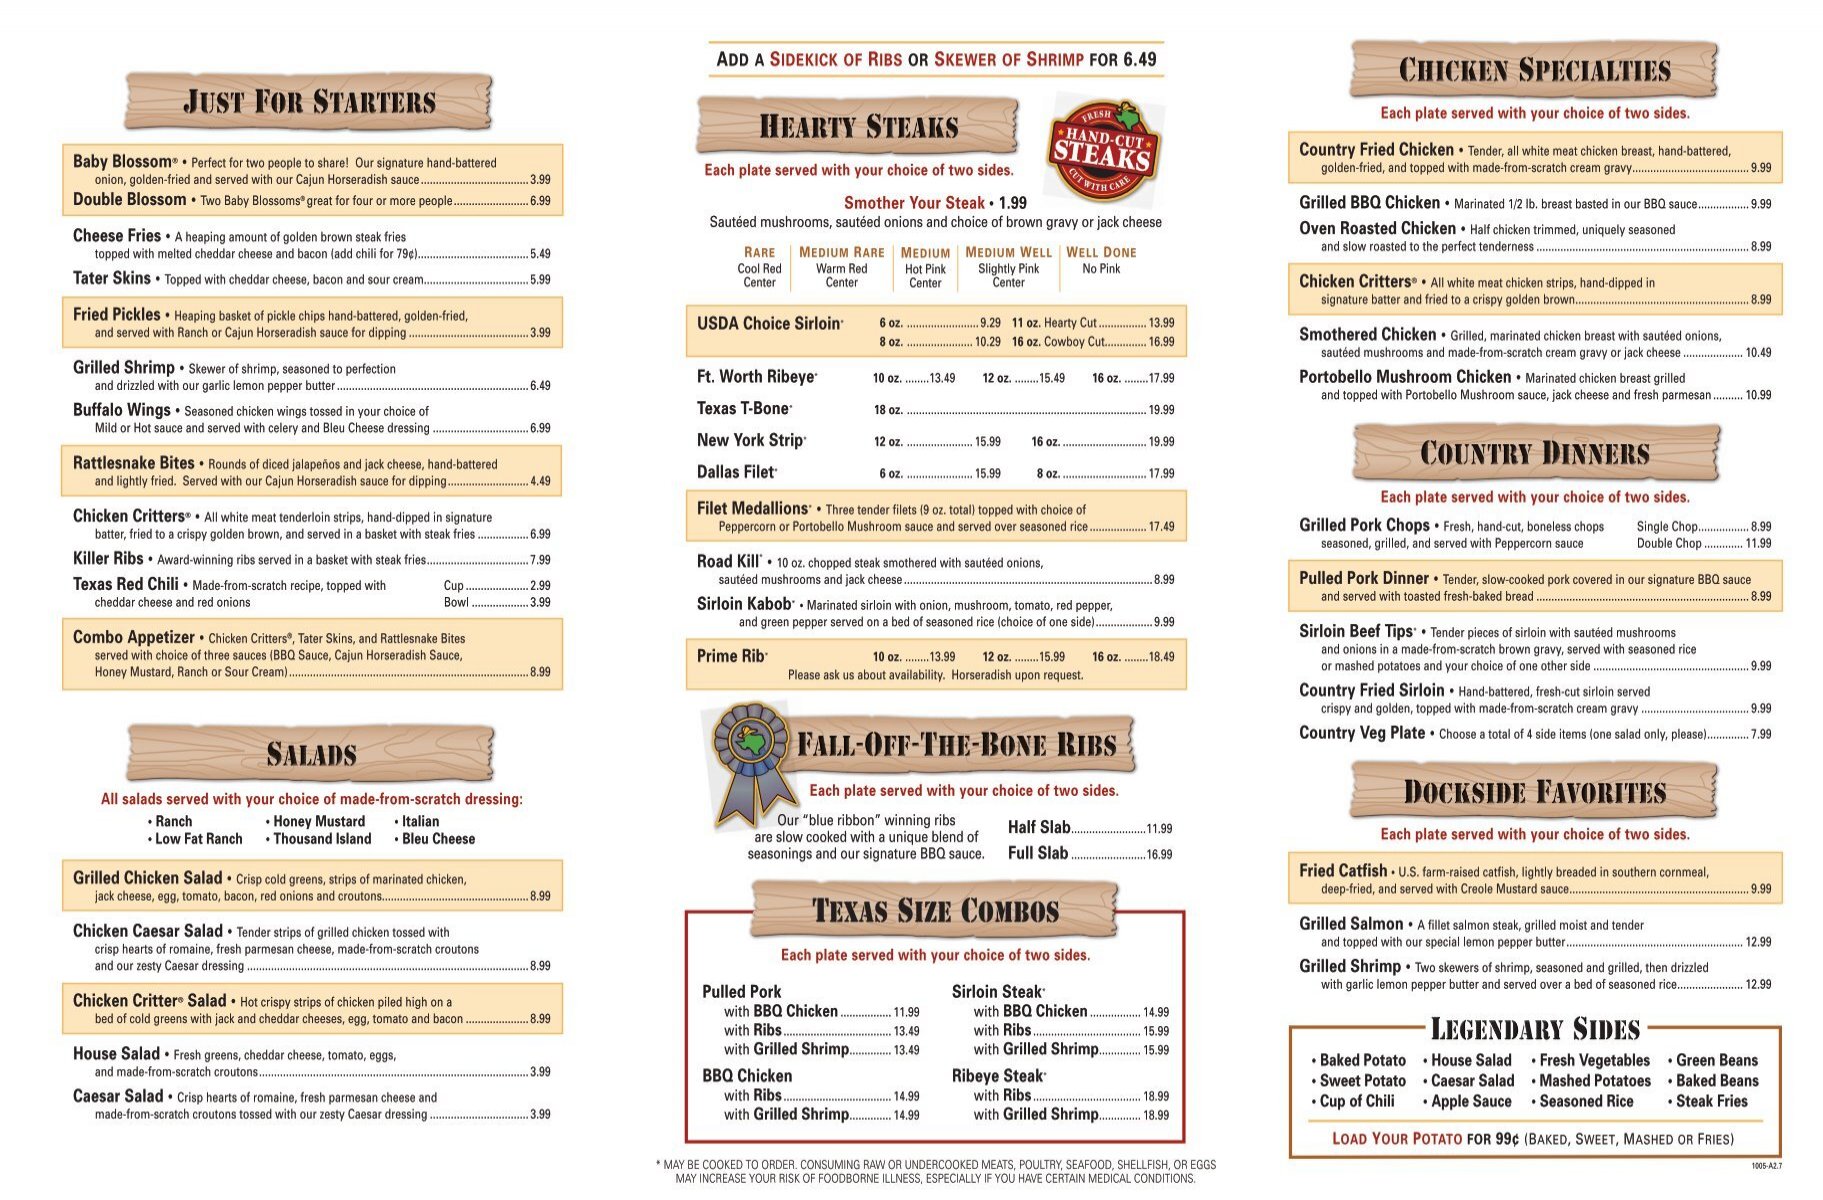 JUST FOR STARTERS
Baby Blossom® • Perfect for two people to share! Our signature hand-battered
onion, golden-fried and served with our Cajun Horseradish sauce ........ 3.99
Double Blossom • Two Baby Blossoms® great for four or more people ........ 6.99
Cheese Fries • A heaping amount of golden brown steak fries
topped with melted cheddar cheese and bacon (add chili for 79¢) ........ 5.49
Tater Skins • Topped with cheddar cheese, bacon and sour cream ........ 5.99
Fried Pickles • Heaping basket of pickle chips hand-battered, golden-fried,
and served with Ranch or Cajun Horseradish sauce for dipping ........ 3.99
Grilled Shrimp • Skewer of shrimp, seasoned to perfection
and drizzled with our garlic lemon pepper butter ........ 6.49
Buffalo Wings • Seasoned chicken wings tossed in your choice of
Mild or Hot sauce and served with celery and Bleu Cheese dressing ........ 6.99
Rattlesnake Bites • Rounds of diced jalapeños and jack cheese, hand-battered
and lightly fried. Served with our Cajun Horseradish sauce for dipping ........ 4.49
Chicken Critters® • All white meat tenderloin strips, hand-dipped in signature
batter, fried to a crispy golden brown, and served in a basket with steak fries ........ 6.99
Killer Ribs • Award-winning ribs served in a basket with steak fries ........ 7.99
Texas Red Chili • Made-from-scratch recipe, topped with Cup ........ 2.99
cheddar cheese and red onions Bowl ........ 3.99
Combo Appetizer • Chicken Critters®, Tater Skins, and Rattlesnake Bites
served with choice of three sauces (BBQ Sauce, Cajun Horseradish Sauce,
Honey Mustard, Ranch or Sour Cream) ........ 8.99
SALADS
All salads served with your choice of made-from-scratch dressing:
• Ranch • Honey Mustard • Italian
• Low Fat Ranch • Thousand Island • Bleu Cheese
Grilled Chicken Salad • Crisp cold greens, strips of marinated chicken,
jack cheese, egg, tomato, bacon, red onions and croutons ........ 8.99
Chicken Caesar Salad • Tender strips of grilled chicken tossed with
crisp hearts of romaine, fresh parmesan cheese, made-from-scratch croutons
and our zesty Caesar dressing ........ 8.99
Chicken Critter® Salad • Hot crispy strips of chicken piled high on a
bed of cold greens with jack and cheddar cheeses, egg, tomato and bacon ........ 8.99
House Salad • Fresh greens, cheddar cheese, tomato, eggs,
and made-from-scratch croutons ........ 3.99
Caesar Salad • Crisp hearts of romaine, fresh parmesan cheese and
made-from-scratch croutons tossed with our zesty Caesar dressing ........ 3.99
ADD A SIDEKICK OF RIBS OR SKEWER OF SHRIMP FOR 6.49
HEARTY STEAKS
FRESH
HAND-CUT
STEAKS
CUT WITH CARE
Each plate served with your choice of two sides.
Smother Your Steak • 1.99
Sautéed mushrooms, sautéed onions and choice of brown gravy or jack cheese
RARE MEDIUM RARE MEDIUM MEDIUM WELL WELL DONE
Cool Red Warm Red Hot Pink Slightly Pink No Pink
Center Center Center Center
USDA Choice Sirloin* 6 oz. ........ 9.29 11 oz. Hearty Cut ........ 13.99
8 oz. ........ 10.29 16 oz. Cowboy Cut ........ 16.99
Ft. Worth Ribeye* 10 oz. ........ 13.49 12 oz. ........ 15.49 16 oz. ........ 17.99
Texas T-Bone* 18 oz. ........ 19.99
New York Strip* 12 oz. ........ 15.99 16 oz. ........ 19.99
Dallas Filet* 6 oz. ........ 15.99 8 oz. ........ 17.99
Filet Medallions* • Three tender filets (9 oz. total) topped with choice of
Peppercorn or Portobello Mushroom sauce and served over seasoned rice ........ 17.49
Road Kill* • 10 oz. chopped steak smothered with sautéed onions,
sautéed mushrooms and jack cheese ........ 8.99
Sirloin Kabob* • Marinated sirloin with onion, mushroom, tomato, red pepper,
and green pepper served on a bed of seasoned rice (choice of one side) ........ 9.99
Prime Rib* 10 oz. ........ 13.99 12 oz. ........ 15.99 16 oz. ........ 18.49
Please ask us about availability. Horseradish upon request.
FALL-OFF-THE-BONE RIBS
Each plate served with your choice of two sides.
Our “blue ribbon” winning ribs
are slow cooked with a unique blend of
seasonings and our signature BBQ sauce.
Half Slab ........ 11.99
Full Slab ........ 16.99
TEXAS SIZE COMBOS
Each plate served with your choice of two sides.
Pulled Pork
with BBQ Chicken ........ 11.99
with Ribs ........ 13.49
with Grilled Shrimp ........ 13.49
BBQ Chicken
with Ribs ........ 14.99
with Grilled Shrimp ........ 14.99
Sirloin Steak*
with BBQ Chicken ........ 14.99
with Ribs ........ 15.99
with Grilled Shrimp ........ 15.99
Ribeye Steak*
with Ribs ........ 18.99
with Grilled Shrimp ........ 18.99
* MAY BE COOKED TO ORDER. CONSUMING RAW OR UNDERCOOKED MEATS, POULTRY, SEAFOOD, SHELLFISH, OR EGGS
MAY INCREASE YOUR RISK OF FOODBORNE ILLNESS, ESPECIALLY IF YOU HAVE CERTAIN MEDICAL CONDITIONS.
CHICKEN SPECIALTIES
Each plate served with your choice of two sides.
Country Fried Chicken • Tender, all white meat chicken breast, hand-battered,
golden-fried, and topped with made-from-scratch cream gravy ........ 9.99
Grilled BBQ Chicken • Marinated 1/2 lb. breast basted in our BBQ sauce ........ 9.99
Oven Roasted Chicken • Half chicken trimmed, uniquely seasoned
and slow roasted to the perfect tenderness ........ 8.99
Chicken Critters® • All white meat chicken strips, hand-dipped in
signature batter and fried to a crispy golden brown ........ 8.99
Smothered Chicken • Grilled, marinated chicken breast with sautéed onions,
sautéed mushrooms and made-from-scratch cream gravy or jack cheese ........ 10.49
Portobello Mushroom Chicken • Marinated chicken breast grilled
and topped with Portobello Mushroom sauce, jack cheese and fresh parmesan ........ 10.99
COUNTRY DINNERS
Each plate served with your choice of two sides.
Grilled Pork Chops • Fresh, hand-cut, boneless chops Single Chop ........ 8.99
seasoned, grilled, and served with Peppercorn sauce Double Chop ........ 11.99
Pulled Pork Dinner • Tender, slow-cooked pork covered in our signature BBQ sauce
and served with toasted fresh-baked bread ........ 8.99
Sirloin Beef Tips* • Tender pieces of sirloin with sautéed mushrooms
and onions in a made-from-scratch brown gravy, served with seasoned rice
or mashed potatoes and your choice of one other side ........ 9.99
Country Fried Sirloin • Hand-battered, fresh-cut sirloin served
crispy and golden, topped with made-from-scratch cream gravy ........ 9.99
Country Veg Plate • Choose a total of 4 side items (one salad only, please) ........ 7.99
DOCKSIDE FAVORITES
Each plate served with your choice of two sides.
Fried Catfish • U.S. farm-raised catfish, lightly breaded in southern cornmeal,
deep-fried, and served with Creole Mustard sauce ........ 9.99
Grilled Salmon • A fillet salmon steak, grilled moist and tender
and topped with our special lemon pepper butter ........ 12.99
Grilled Shrimp • Two skewers of shrimp, seasoned and grilled, then drizzled
with garlic lemon pepper butter and served over a bed of seasoned rice ........ 12.99
LEGENDARY SIDES
• Baked Potato • House Salad • Fresh Vegetables • Green Beans
• Sweet Potato • Caesar Salad • Mashed Potatoes • Baked Beans
• Cup of Chili • Apple Sauce • Seasoned Rice • Steak Fries
LOAD YOUR POTATO FOR 99¢ (BAKED, SWEET, MASHED OR FRIES)
1005-A2.7